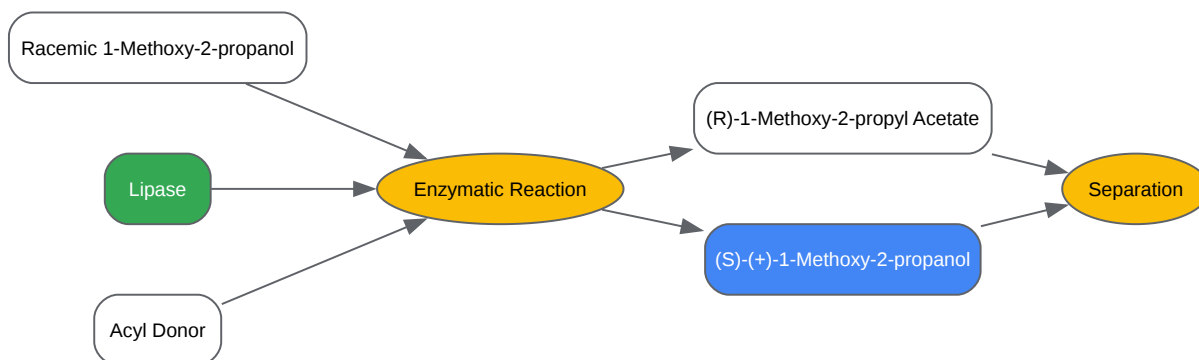 Racemic 1-Methoxy-2-propanol
Lipase
Acyl Donor
Enzymatic Reaction
(R)-1-Methoxy-2-propyl Acetate
(S)-(+)-1-Methoxy-2-propanol
Separation